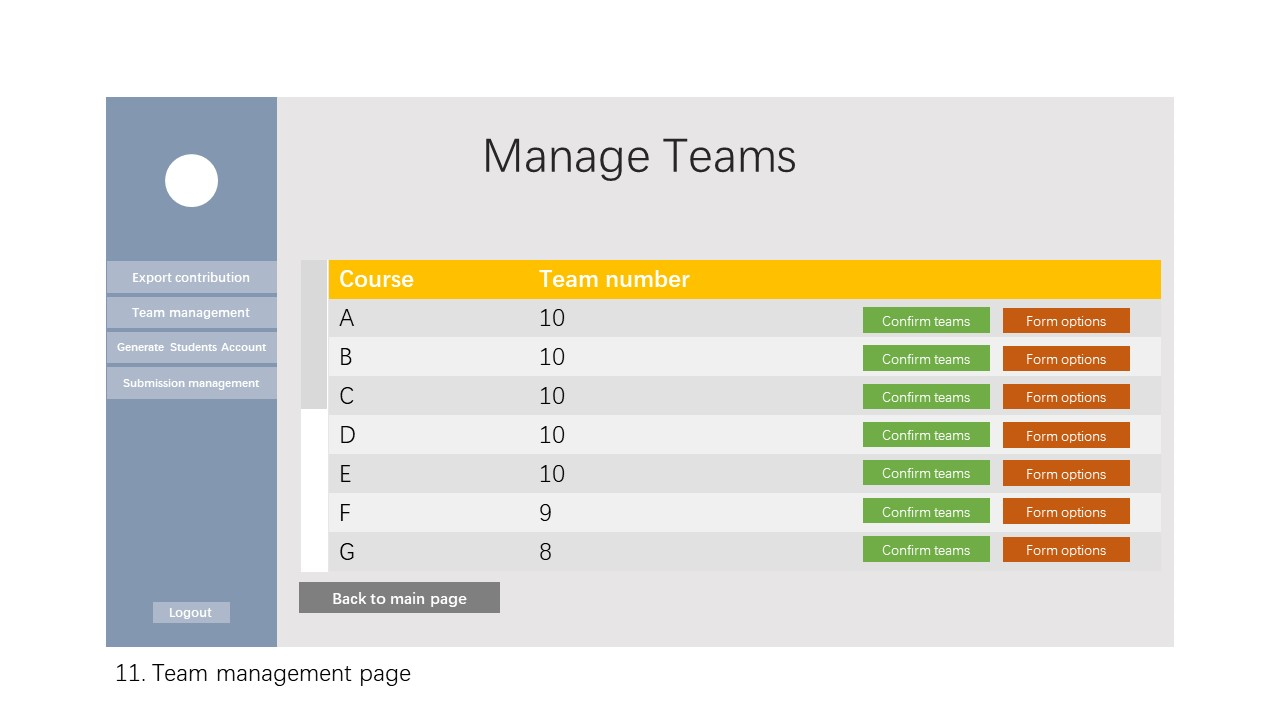 Manage Teams
Export contribution
Team management
Generate Students Account
Submission management
Logout
Course Team number
A 10 Confirm teams Form options
B 10 Confirm teams Form options
C 10 Confirm teams Form options
D 10 Confirm teams Form options
E 10 Confirm teams Form options
F 9 Confirm teams Form options
G 8 Confirm teams Form options
Back to main page
11. Team management page